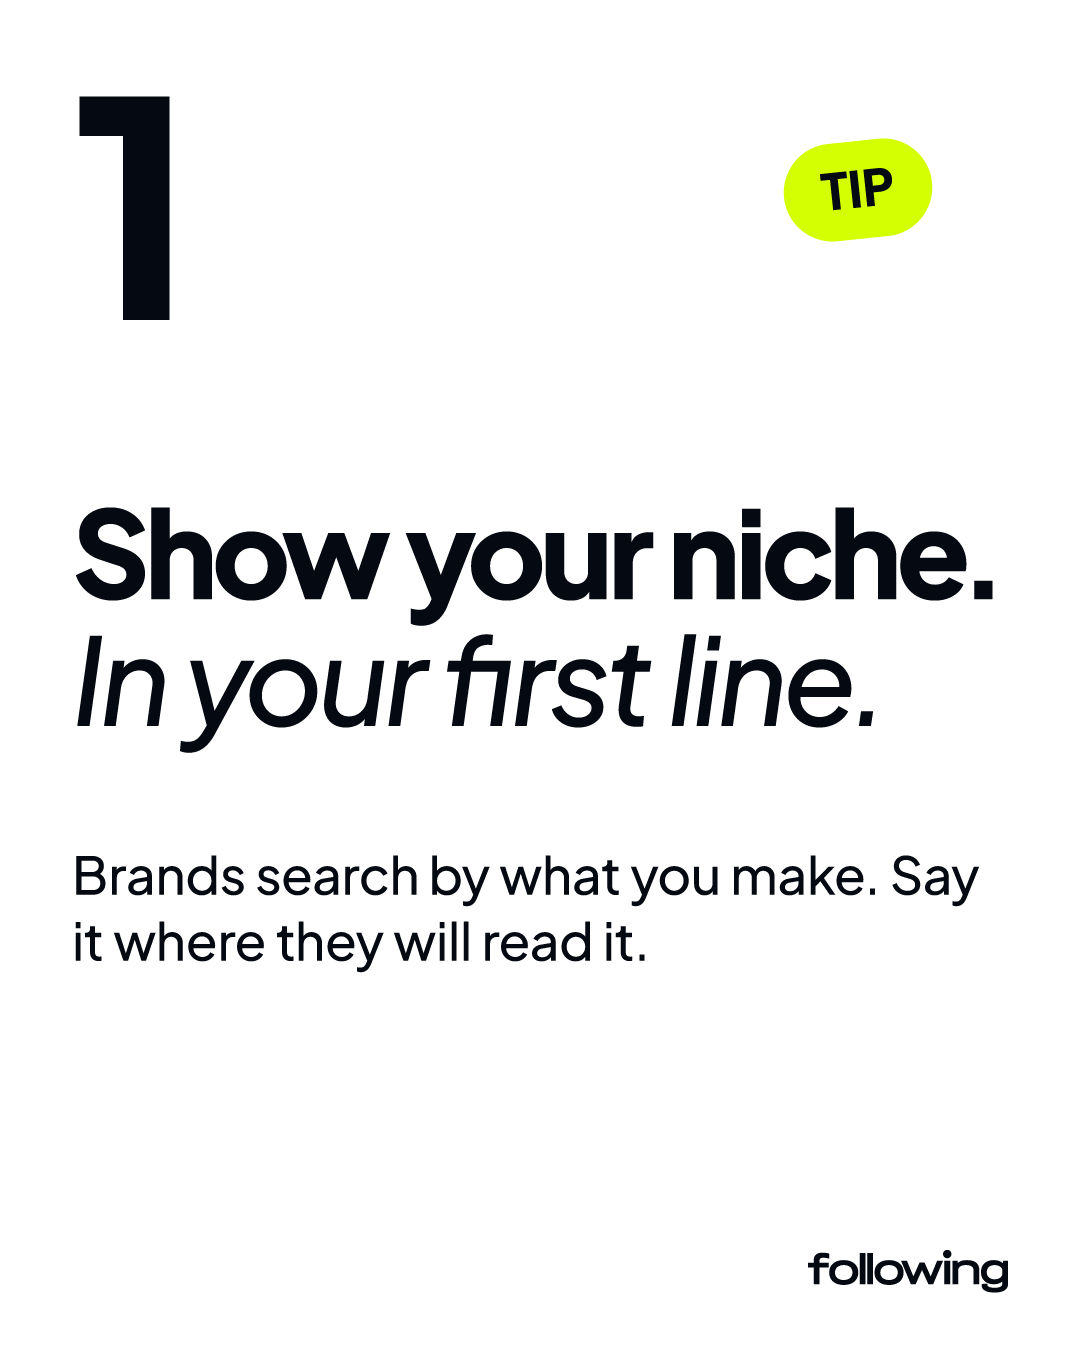 1
TIP
Show your niche.
In your first line.
Brands search by what you make. Say
it where they will read it.
following